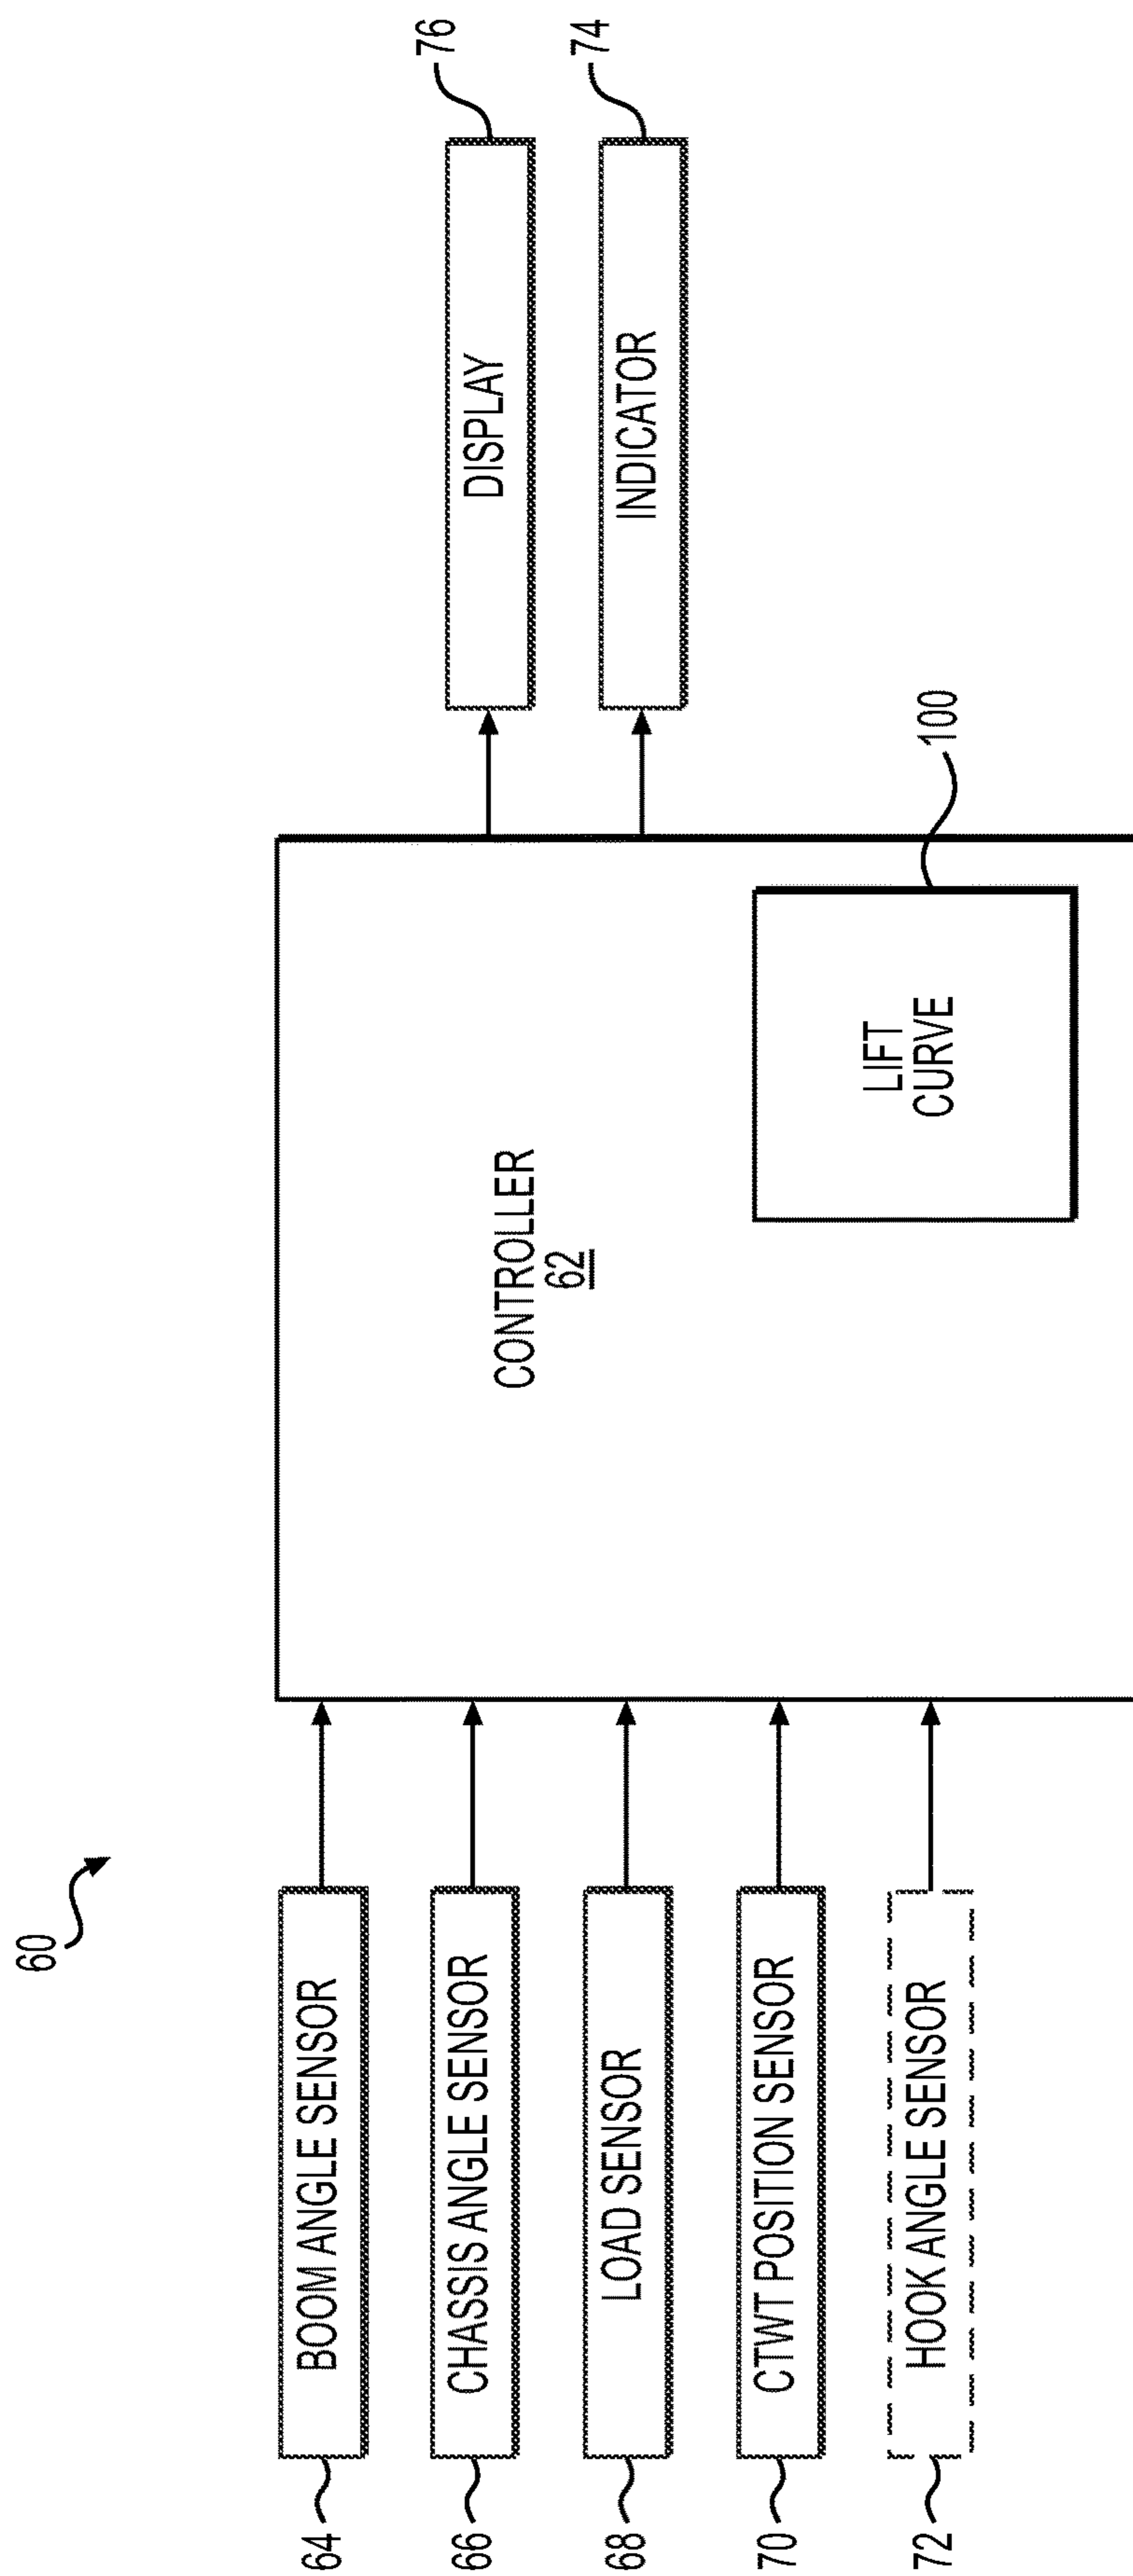 60
64
BOOM ANGLE SENSOR
66
CHASSIS ANGLE SENSOR
68
LOAD SENSOR
70
CTWT POSITION SENSOR
72
HOOK ANGLE SENSOR
CONTROLLER
62
LIFT
CURVE
100
DISPLAY
76
INDICATOR
74